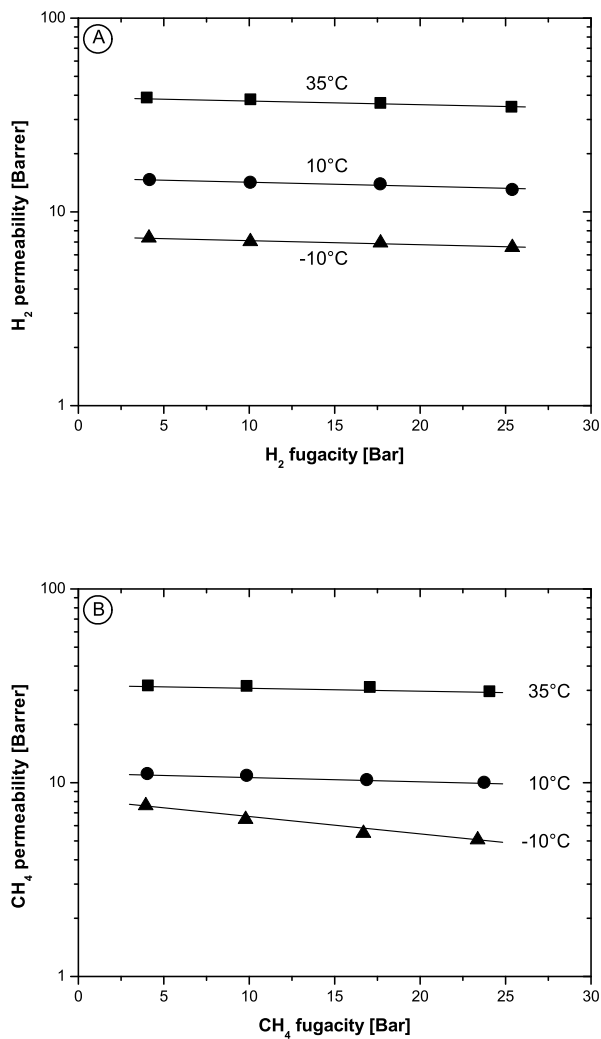 A
100
10
1
H2 permeability [Barrer]
35°C
10°C
-10°C
0 5 10 15 20 25 30
H2 fugacity [Bar]
B
100
10
1
CH4 permeability [Barrer]
35°C
10°C
-10°C
0 5 10 15 20 25 30
CH4 fugacity [Bar]